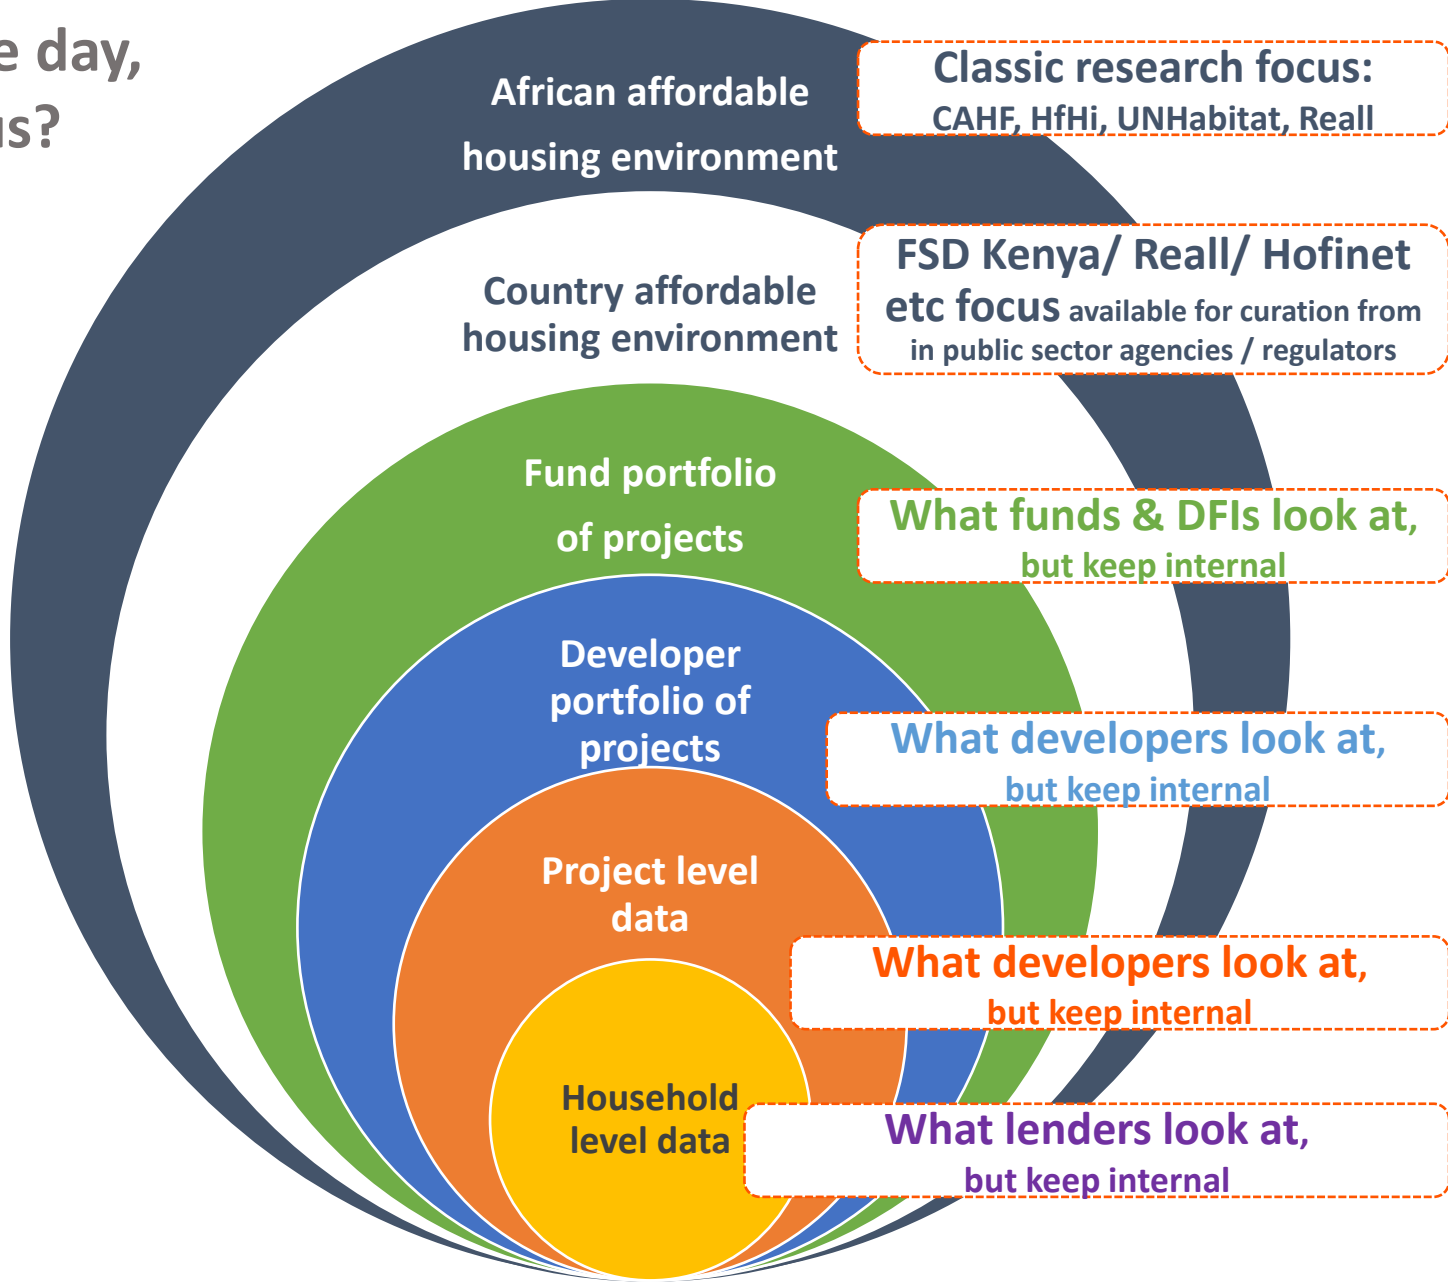 e day,
us?
African affordable
housing environment
Classic research focus:
CAHF, HfHi, UNHabitat, Reall
Country affordable
housing environment
FSD Kenya/ Reall/ Hofinet
etc focus available for curation from
in public sector agencies / regulators
Fund portfolio
of projects
What funds & DFIs look at,
but keep internal
Developer
portfolio of
projects
What developers look at,
but keep internal
Project level
data
What developers look at,
but keep internal
Household
level data
What lenders look at,
but keep internal